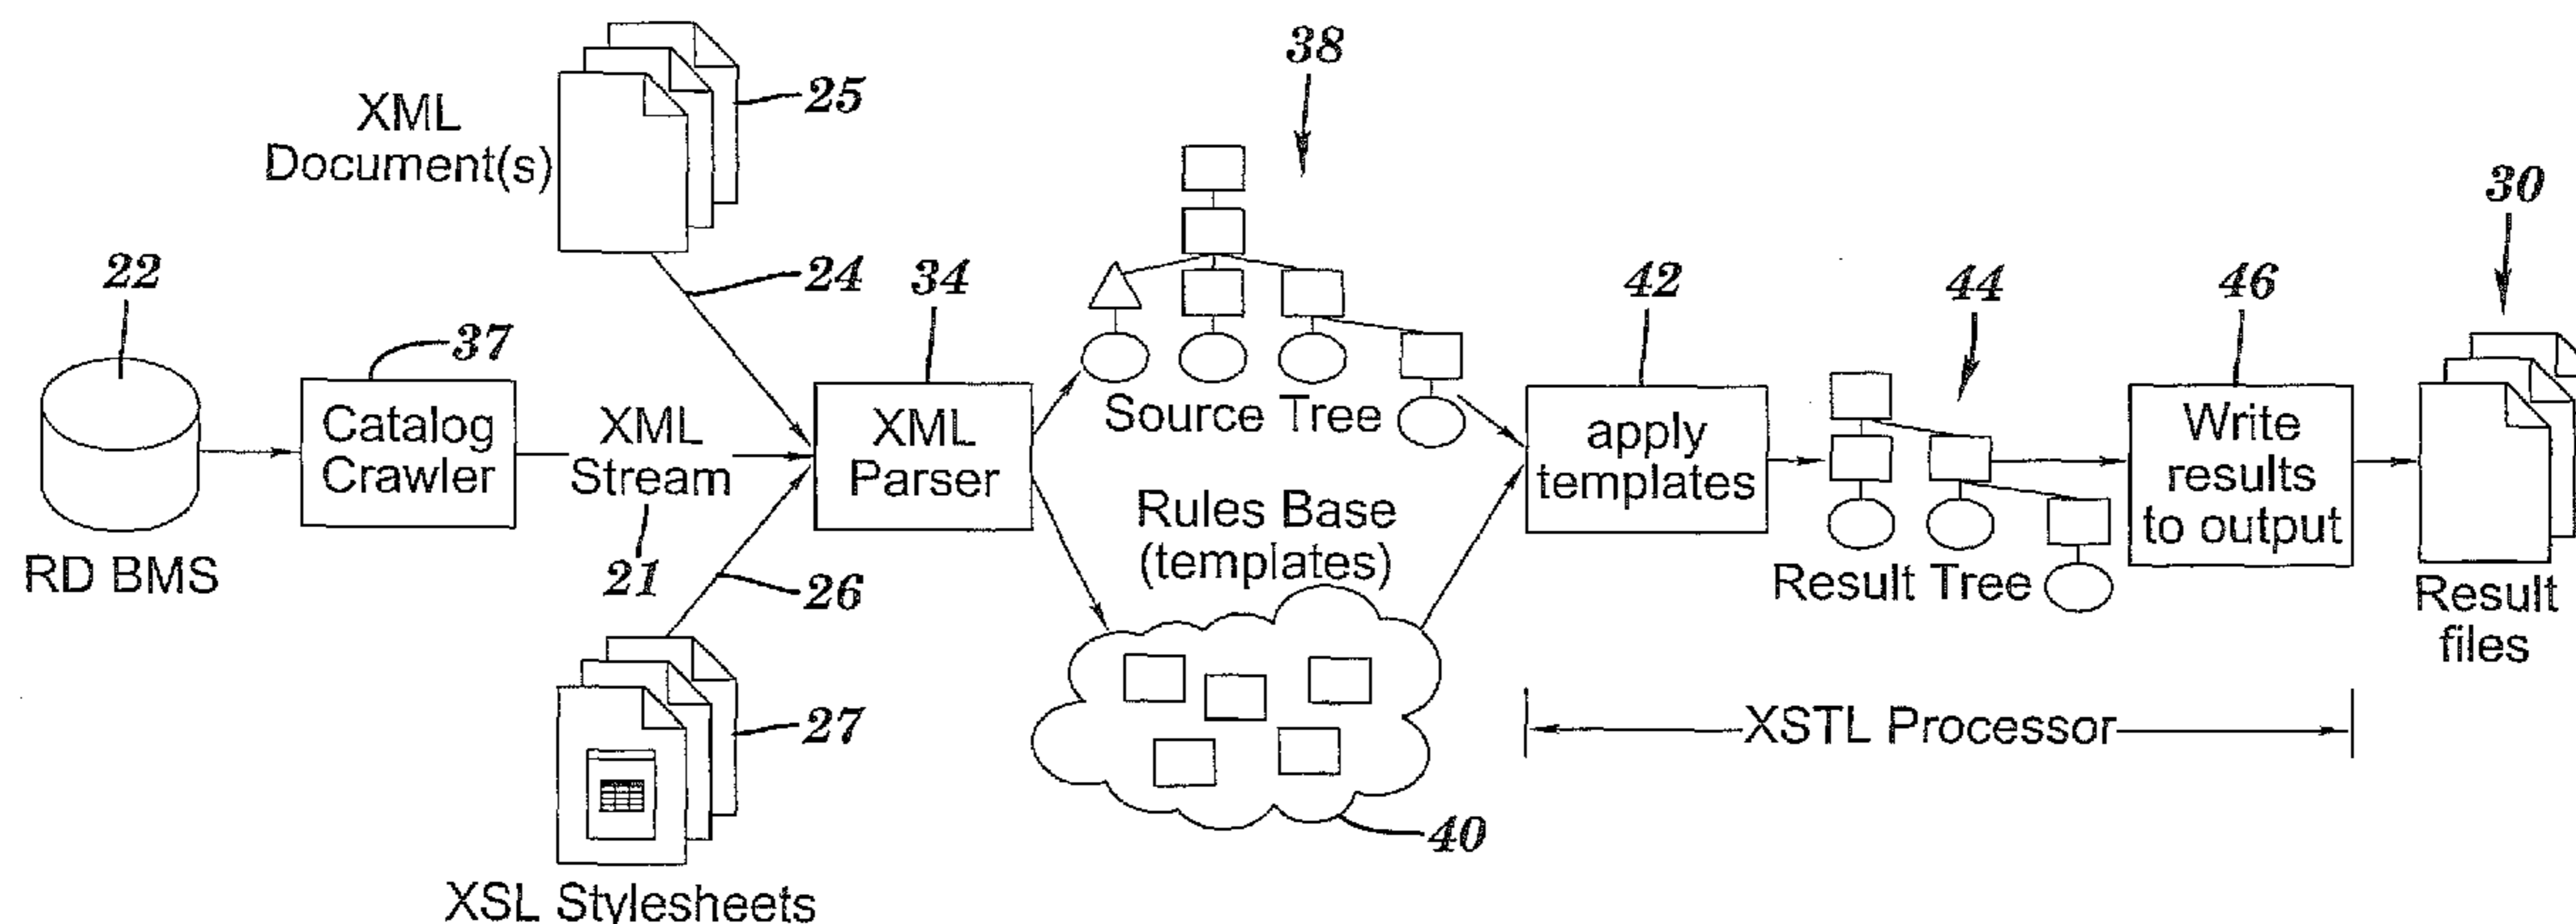 38
XML
Document(s)
25
30
22
24
34
42
44
46
37
Catalog
Crawler
XML
Stream
21
XML
Parser
Source Tree
apply
templates
Write
results
to output
RD BMS
26
Rules Base
(templates)
Result Tree
Result
files
27
XSTL Processor
40
XSL Stylesheets